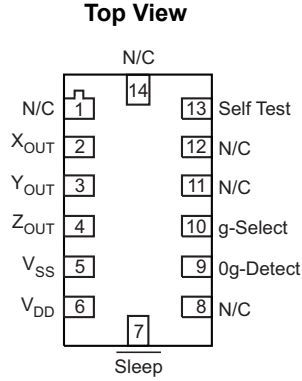 Top View
N/C
14
N/C 1 13 Self Test
XOUT 2 12 N/C
YOUT 3 11 N/C
ZOUT 4 10 g-Select
VSS 5 9 0g-Detect
VDD 6 8 N/C
7
Sleep